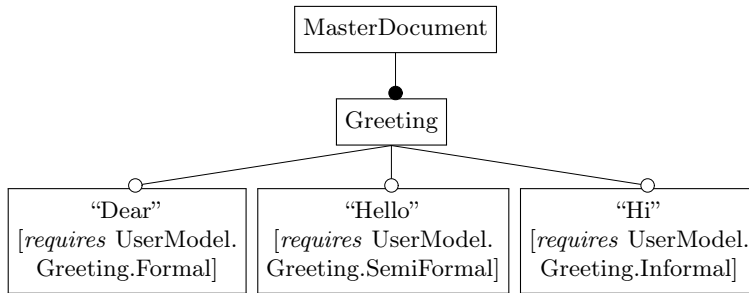 MasterDocument
Greeting
“Dear”
[requires UserModel.
Greeting.Formal]
“Hello”
[requires UserModel.
Greeting.SemiFormal]
“Hi”
[requires UserModel.
Greeting.Informal]